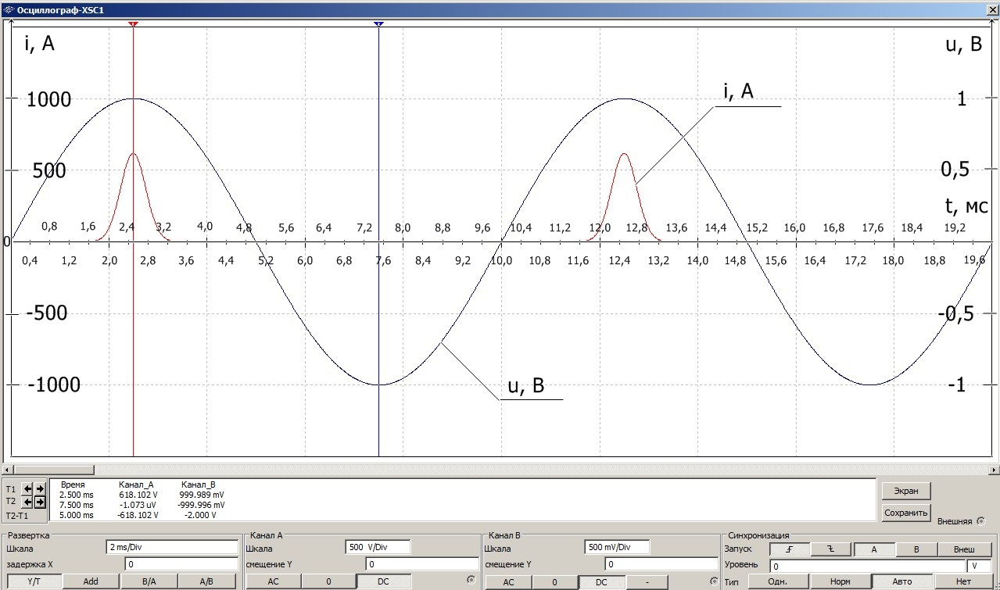 Осциллограф-XSC1
i, А
u, В
1000
i, А
1
500
0,5
t, мс
0,8 1,6 2,4 3,2 4,0 4,8 5,6 6,4 7,2 8,0 8,8 9,6 10,4 11,2 12,0 12,8 13,6 14,4 15,2 16,0 16,8 17,6 18,4 19,2
0
0,4 1,2 2,0 2,8 3,6 4,4 5,2 6,0 6,8 7,6 8,4 9,2 10,0 10,8 11,6 12,4 13,2 14,0 14,8 15,6 16,4 17,2 18,0 18,8 19,6
-500
-0,5
-1000
u, В
-1
Время Канал_А Канал_В
T1 2.500 ms 618.102 V 999.989 mV
T2 7.500 ms -1.073 uV -999.996 mV
T2-T1 5.000 ms -618.102 V -2.000 V
Экран
Сохранить
Внешняя
Развертка
Шкала 2 ms/Div
задержка X 0
Y/T Add B/A A/B
Канал А
Шкала 500 V/Div
смещение Y 0
AC 0 DC
Канал В
Шкала 500 mV/Div
смещение Y 0
AC 0 DC -
Синхронизация
Запуск A B Внеш
Уровень 0 V
Тип Одн. Норм Авто Нет